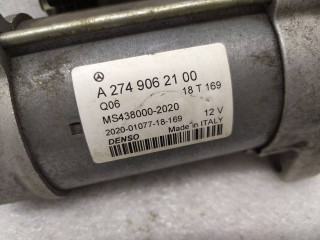 A 274 906 21 00
Q06 18 T 169
MS438000-2020
2020-01077-18-169 12 V
DENSO Made in ITALY